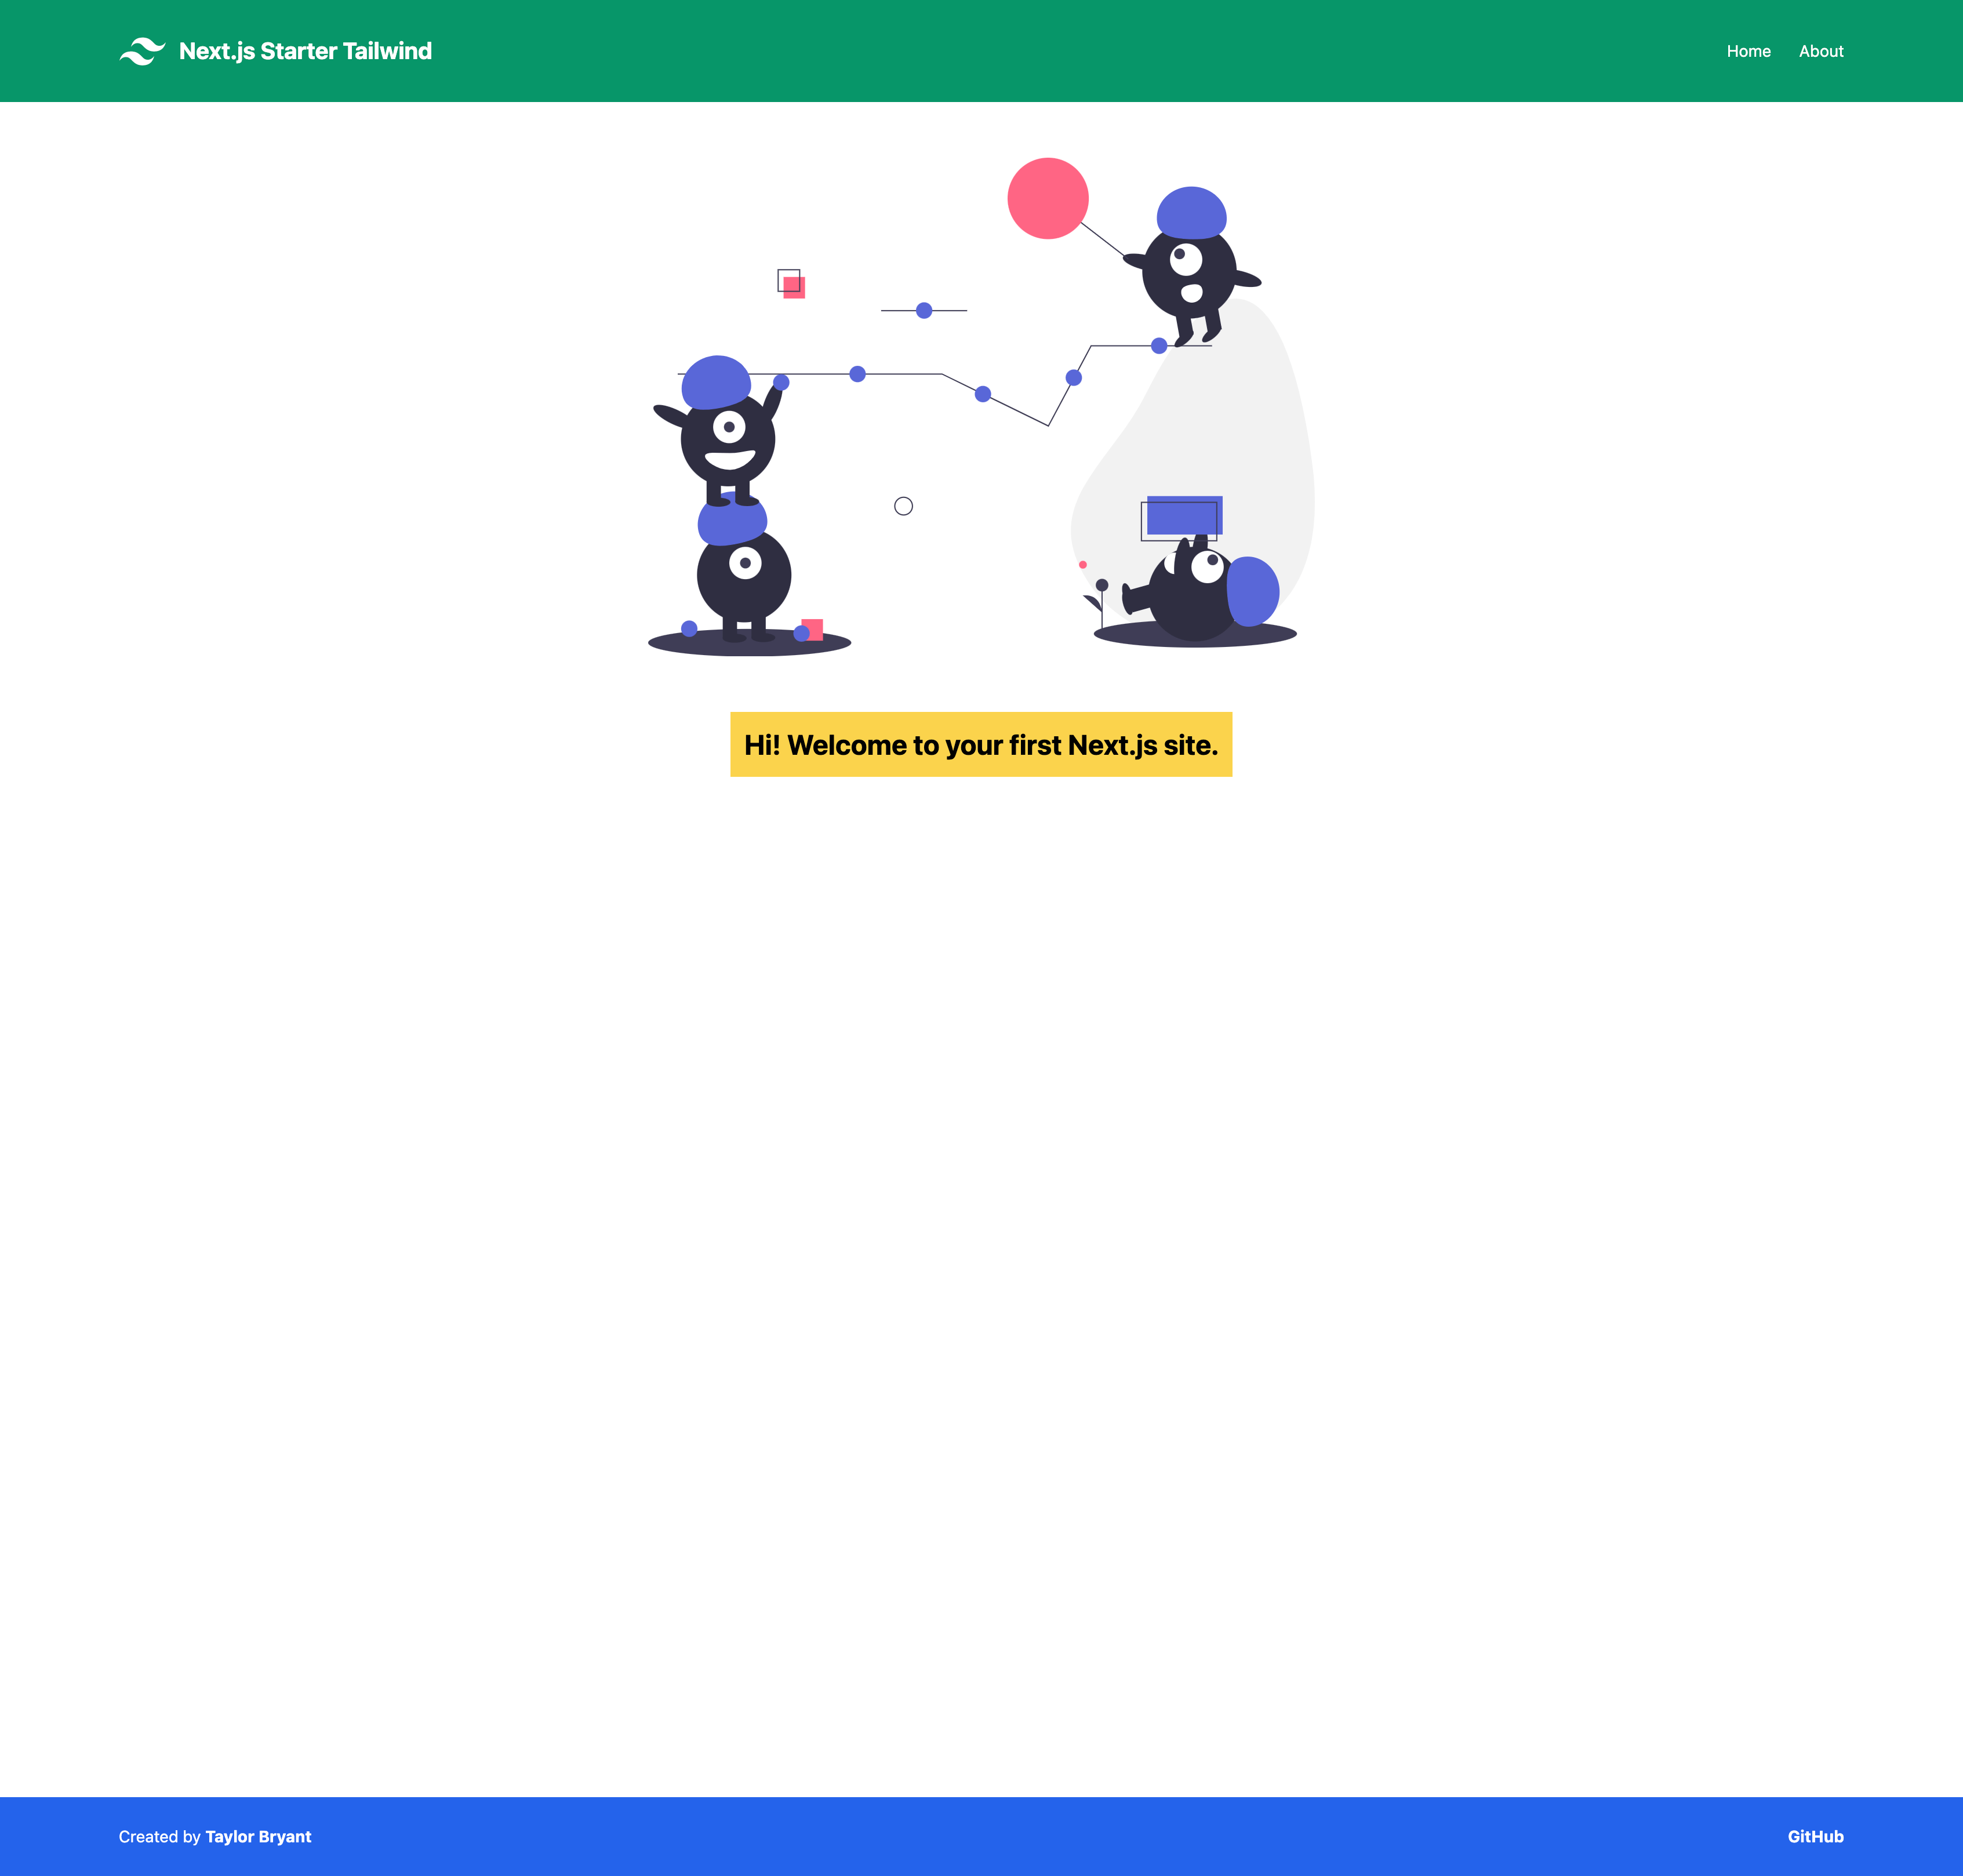 Next.js Starter Tailwind
Home About
Hi! Welcome to your first Next.js site.
Created by Taylor Bryant
GitHub